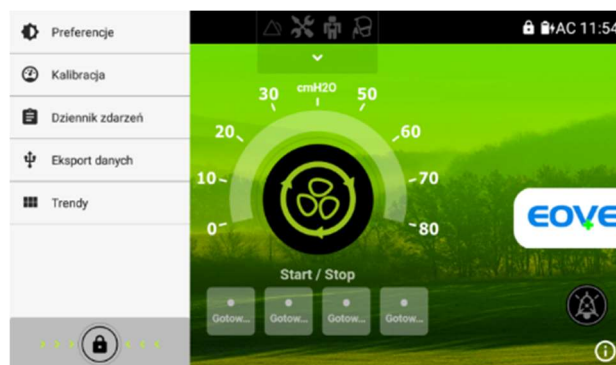 Preferencje
Kalibracja
Dziennik zdarzeń
Eksport danych
Trendy
AC 11:54
cmH2O
30
50
20
60
10
70
0
80
EOVE
Start / Stop
Gotow...
Gotow...
Gotow...
Gotow...